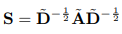 S = D̃^{-1/2} Ã D̃^{-1/2}